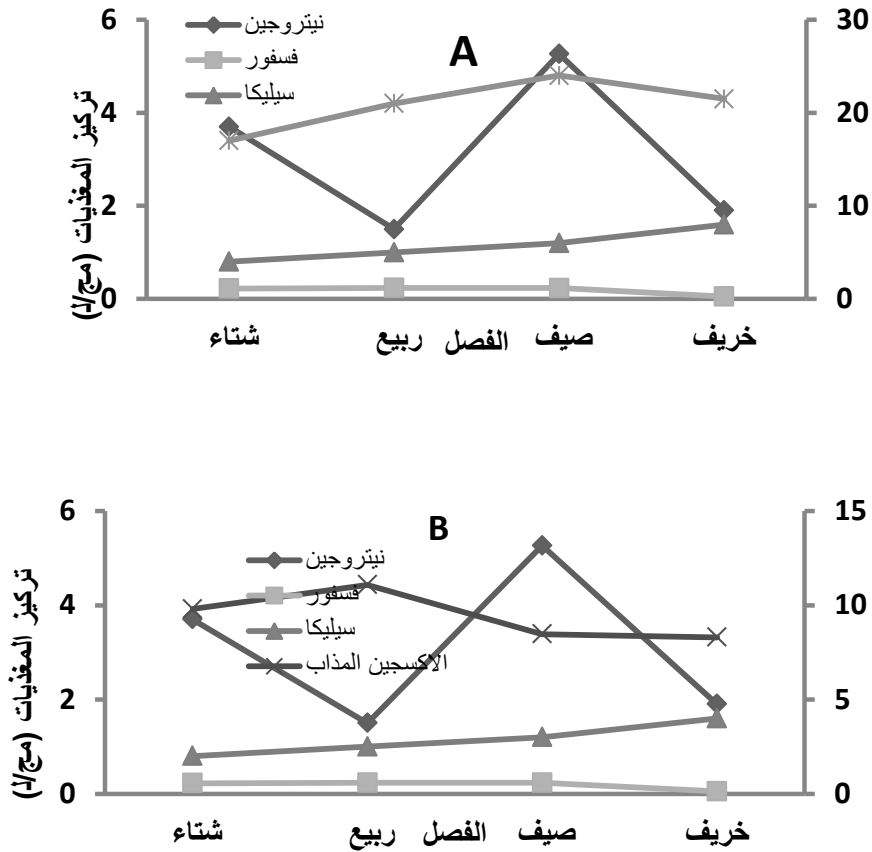 A
نيتروجين
فسفور
سيليكا
تركيز المغذيات (مج/لـ)
6
4
2
0
30
20
10
0
شتاء
ربيع
الفصل
صيف
خريف
B
نيتروجين
فسفور
سيليكا
الاكسجين المذاب
تركيز المغذيات (مج/لـ)
6
4
2
0
15
10
5
0
شتاء
ربيع
الفصل
صيف
خريف